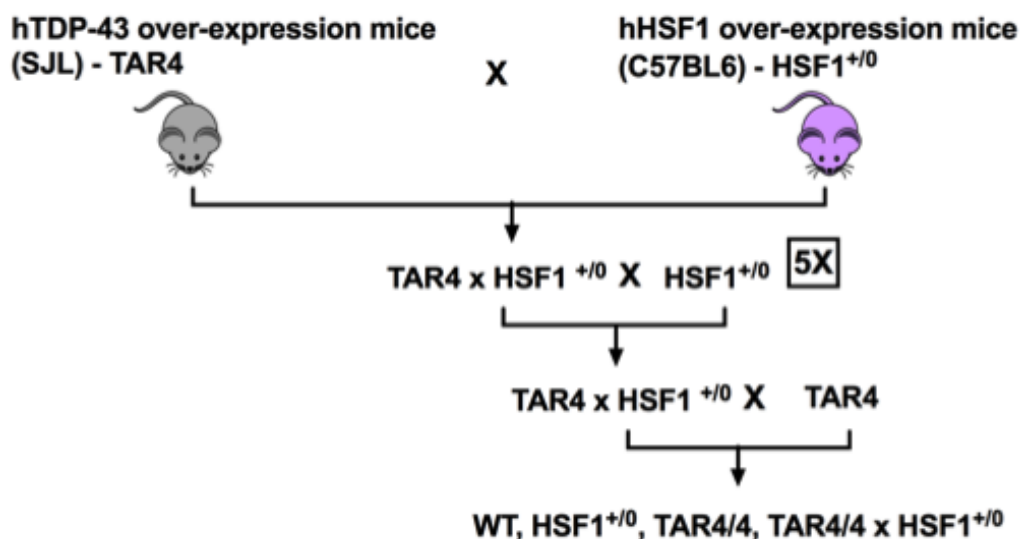 hTDP-43 over-expression mice
(SJL) - TAR4
X
hHSF1 over-expression mice
(C57BL6) - HSF1+/0
TAR4 x HSF1 +/0 X HSF1+/0 5X
TAR4 x HSF1 +/0 X TAR4
WT, HSF1+/0, TAR4/4, TAR4/4 x HSF1+/0